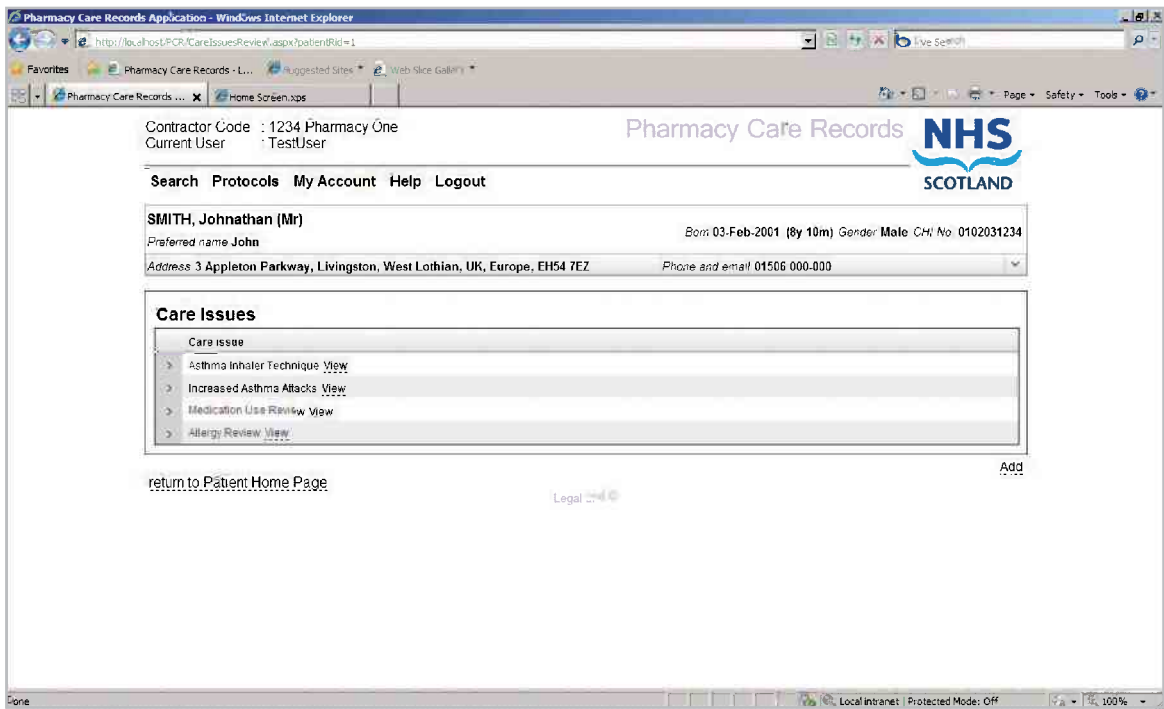 Pharmacy Care Records Application - Windows Internet Explorer
http://localhost/PCR/CareIssuesReview.aspx?patientRid=1
Live Search
Favorites Pharmacy Care Records - L... Suggested Sites Web Slice Gallery
Pharmacy Care Records ... X Home Screen.xps Page Safety Tools
Contractor Code : 1234 Pharmacy One
Current User : TestUser
Pharmacy Care Records
NHS
SCOTLAND
Search Protocols My Account Help Logout
SMITH, Johnathan (Mr)
Preferred name John
Born 03-Feb-2001 (8y 10m) Gender Male CHI No 0102031234
Address 3 Appleton Parkway, Livingston, West Lothian, UK, Europe, EH54 7EZ Phone and email 01506 000-000
Care Issues
Care issue
Asthma Inhaler Technique View
Increased Asthma Attacks View
Medication Use Review View
Allergy Review View
Add
return to Patient Home Page
Legal
Done Local intranet | Protected Mode: Off 100%